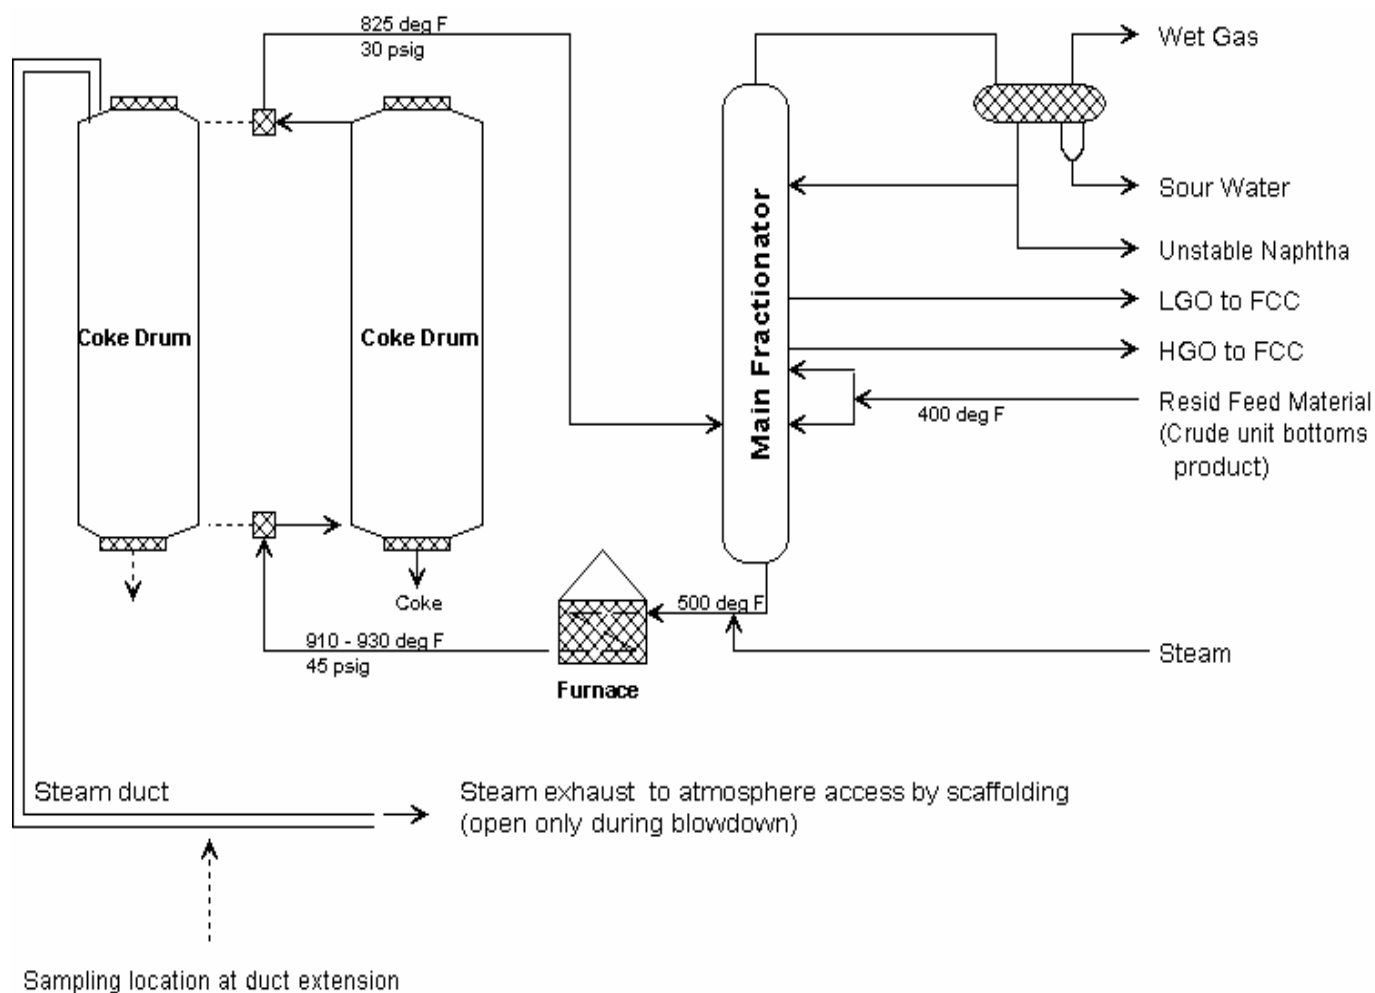 825 deg F
30 psig
Wet Gas
Sour Water
Unstable Naphtha
LGO to FCC
Coke Drum
Coke Drum
Main Fractionator
HGO to FCC
400 deg F
Resid Feed Material
(Crude unit bottoms
product)
Coke
500 deg F
910 - 930 deg F
45 psig
Furnace
Steam
Steam duct
Steam exhaust to atmosphere access by scaffolding
(open only during blowdown)
Sampling location at duct extension